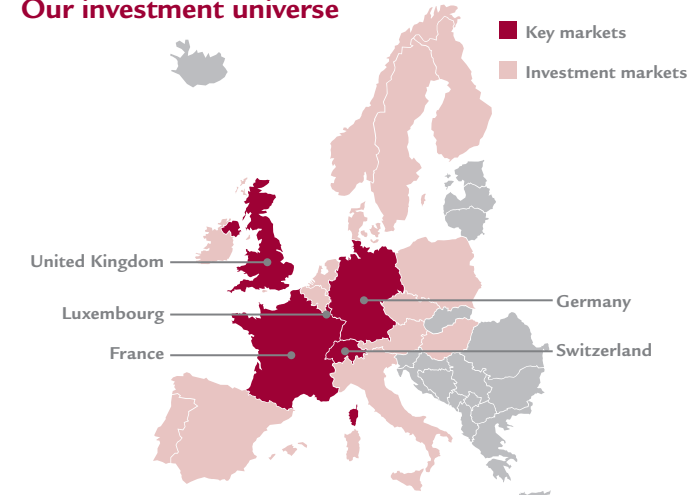 Our investment universe
Key markets
Investment markets
United Kingdom
Luxembourg
France
Germany
Switzerland